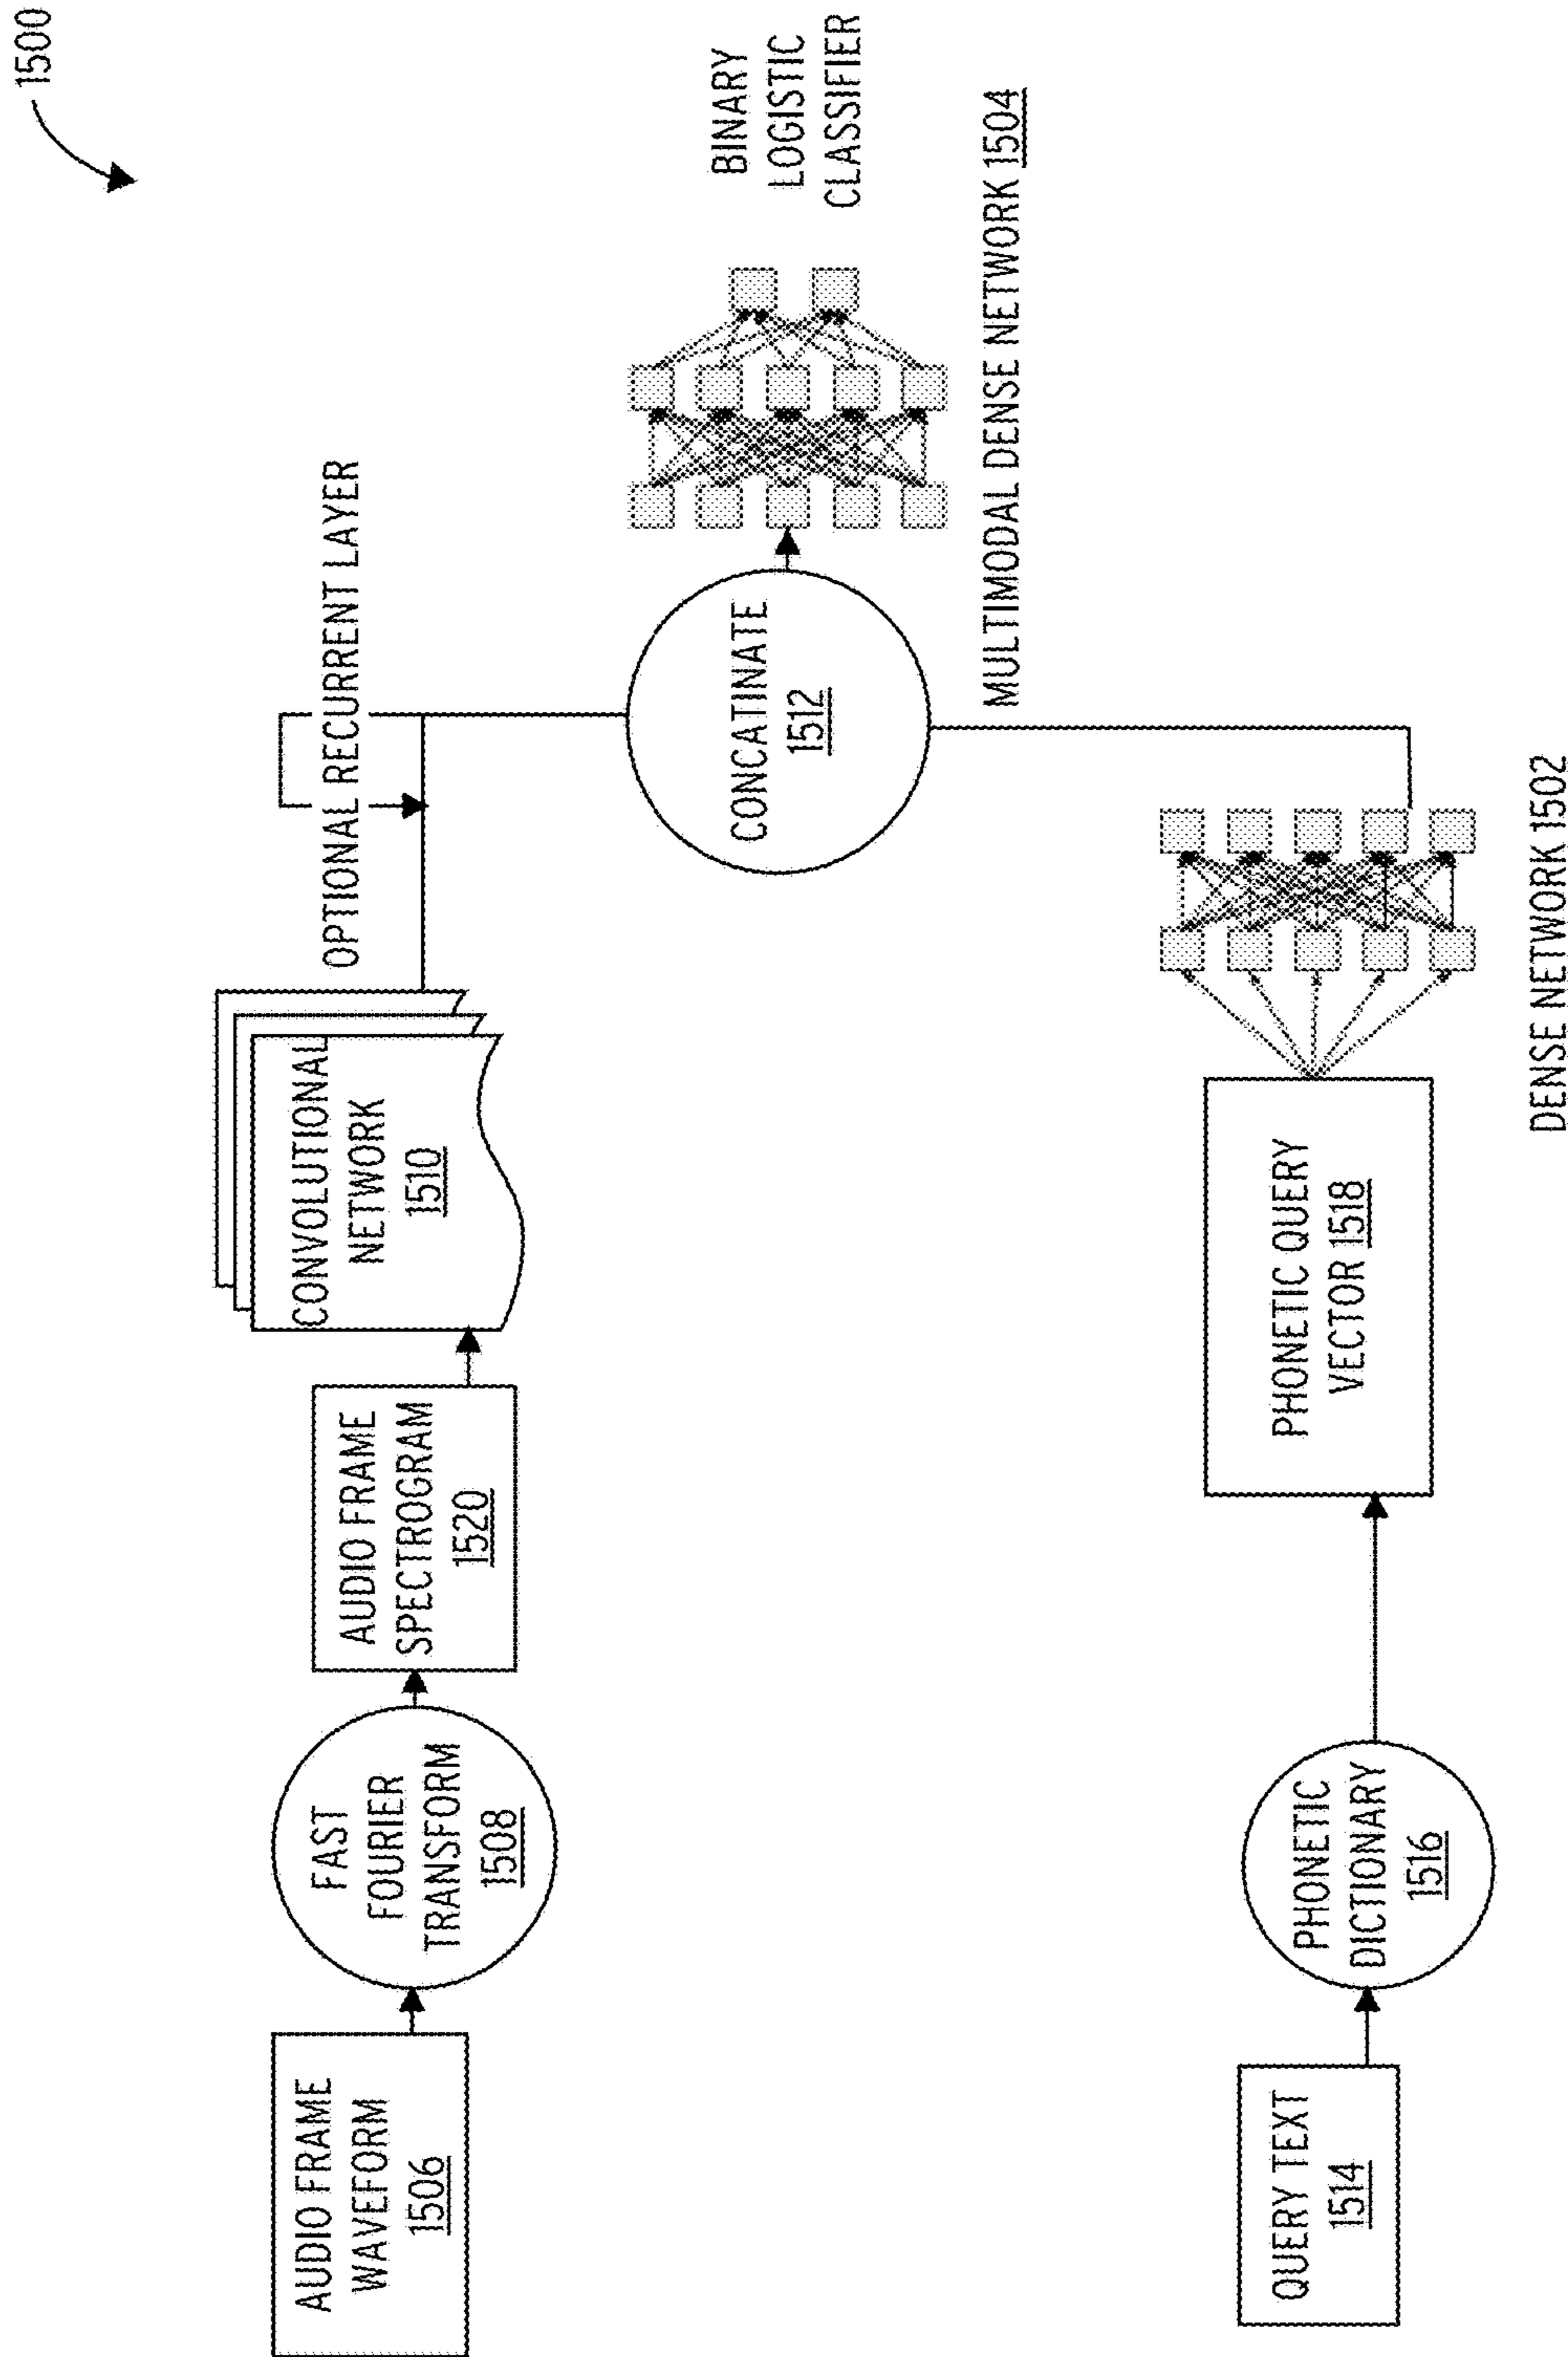 1500
AUDIO FRAME
WAVEFORM
1506
FAST
FOURIER
TRANSFORM
1508
AUDIO FRAME
SPECTROGRAM
1520
CONVOLUTIONAL
NETWORK
1510
OPTIONAL RECURRENT LAYER
CONCATINATE
1512
BINARY
LOGISTIC
CLASSIFIER
MULTIMODAL DENSE NETWORK 1504
QUERY TEXT
1514
PHONETIC
DICTIONARY
1516
PHONETIC QUERY
VECTOR 1518
DENSE NETWORK 1502